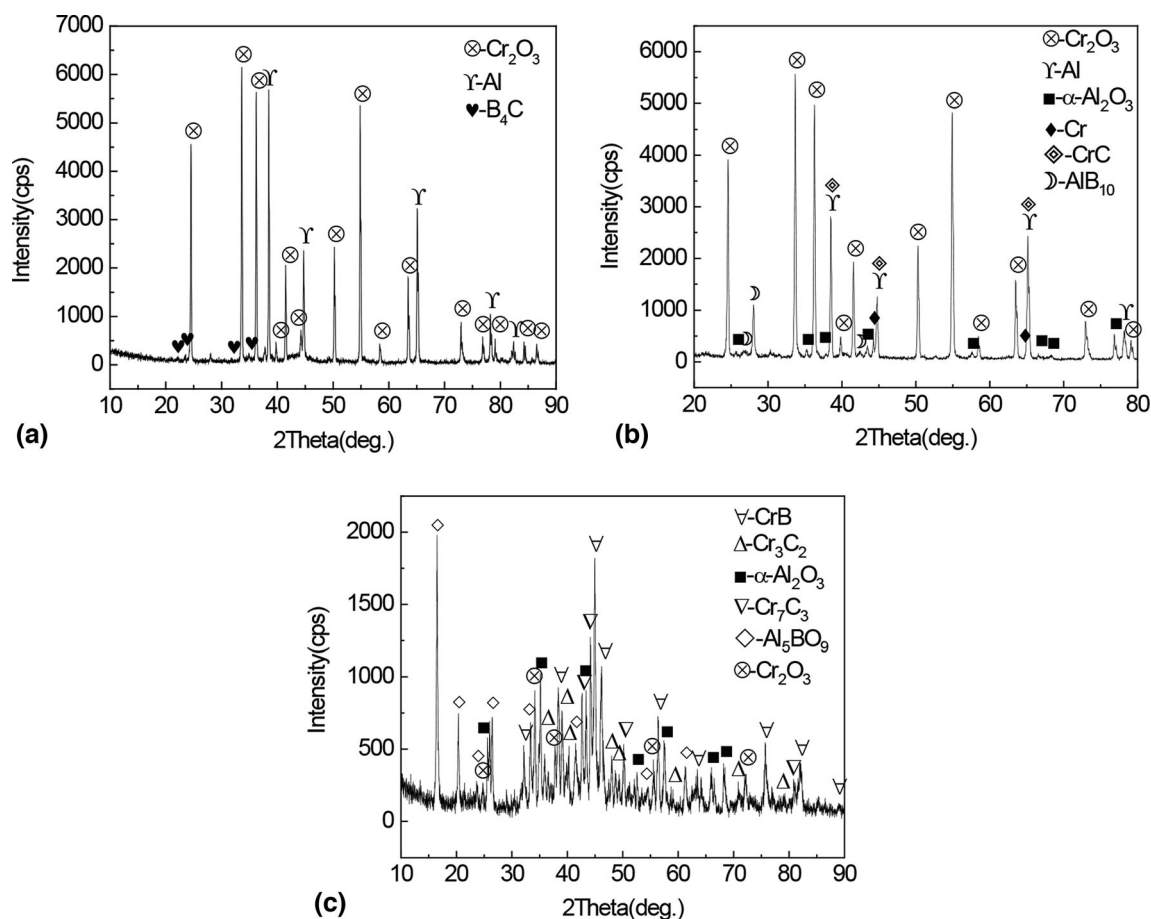 7000
6000
5000
4000
3000
2000
1000
0
Intensity(cps)
⊗-Cr₂O₃
ϒ-Al
♥-B₄C
10 20 30 40 50 60 70 80 90
2Theta(deg.)
(a)
6000
5000
4000
3000
2000
1000
0
Intensity(cps)
⊗-Cr₂O₃
ϒ-Al
■-α-Al₂O₃
♦-Cr
-CrC
-AlB₁₀
20 30 40 50 60 70 80
2Theta(deg.)
(b)
2000
1500
1000
500
0
Intensity(cps)
-CrB
△-Cr₃C₂
■-α-Al₂O₃
▽-Cr₇C₃
◇-Al₅BO₉
⊗-Cr₂O₃
10 20 30 40 50 60 70 80 90
2Theta(deg.)
(c)